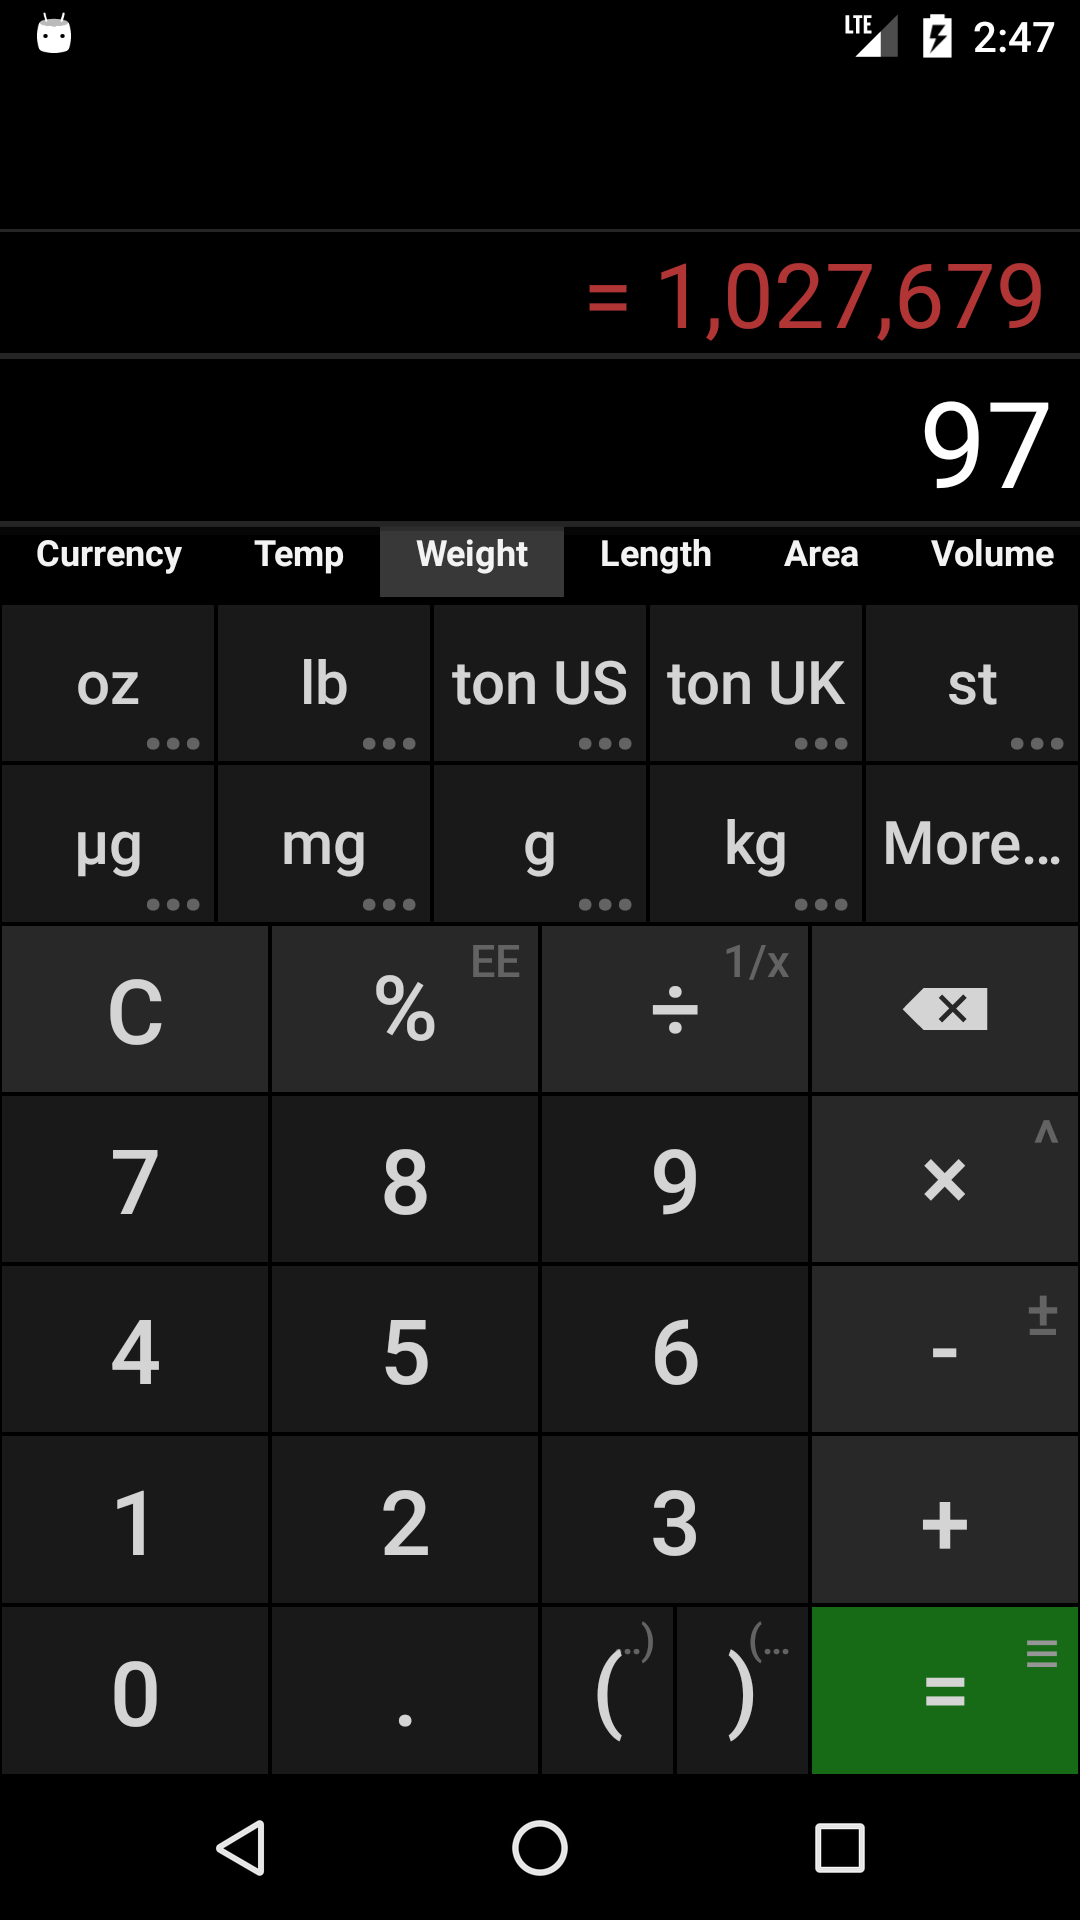 LTE 2:47
= 1,027,679
97
Currency Temp Weight Length Area Volume
oz lb ton US ton UK st
µg mg g kg More...
C % EE ÷ 1/x
7 8 9 × ^
4 5 6 - ±
1 2 3 +
0 . ( ..) ) (... =